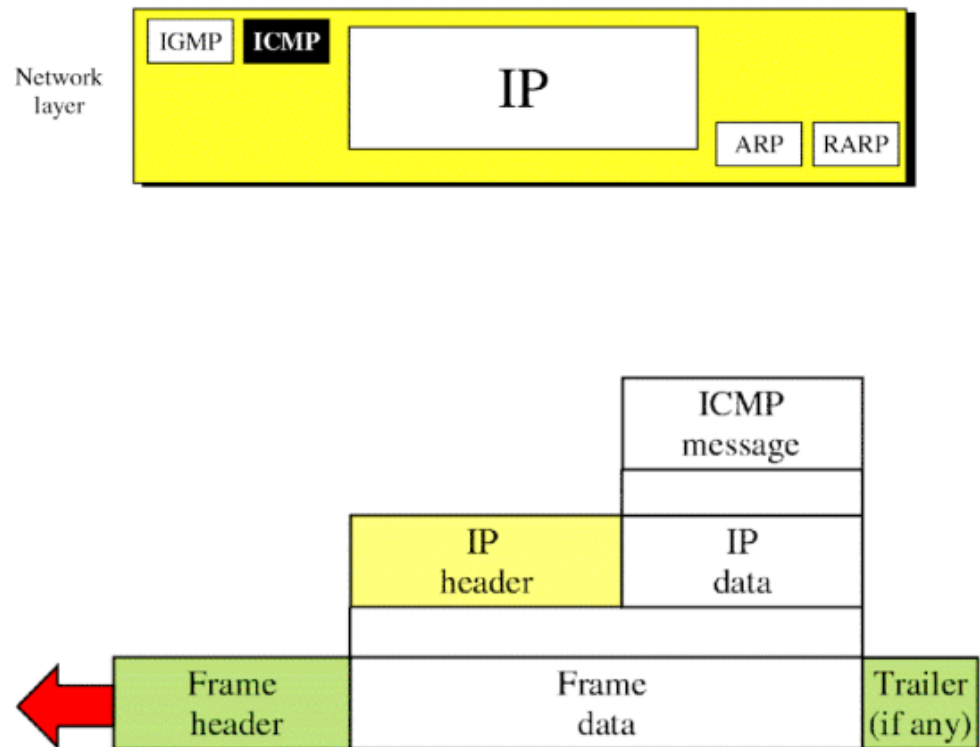 IGMP
ICMP
IP
Network
layer
ARP
RARP
ICMP
message
IP
header
IP
data
Frame
header
Frame
data
Trailer
(if any)